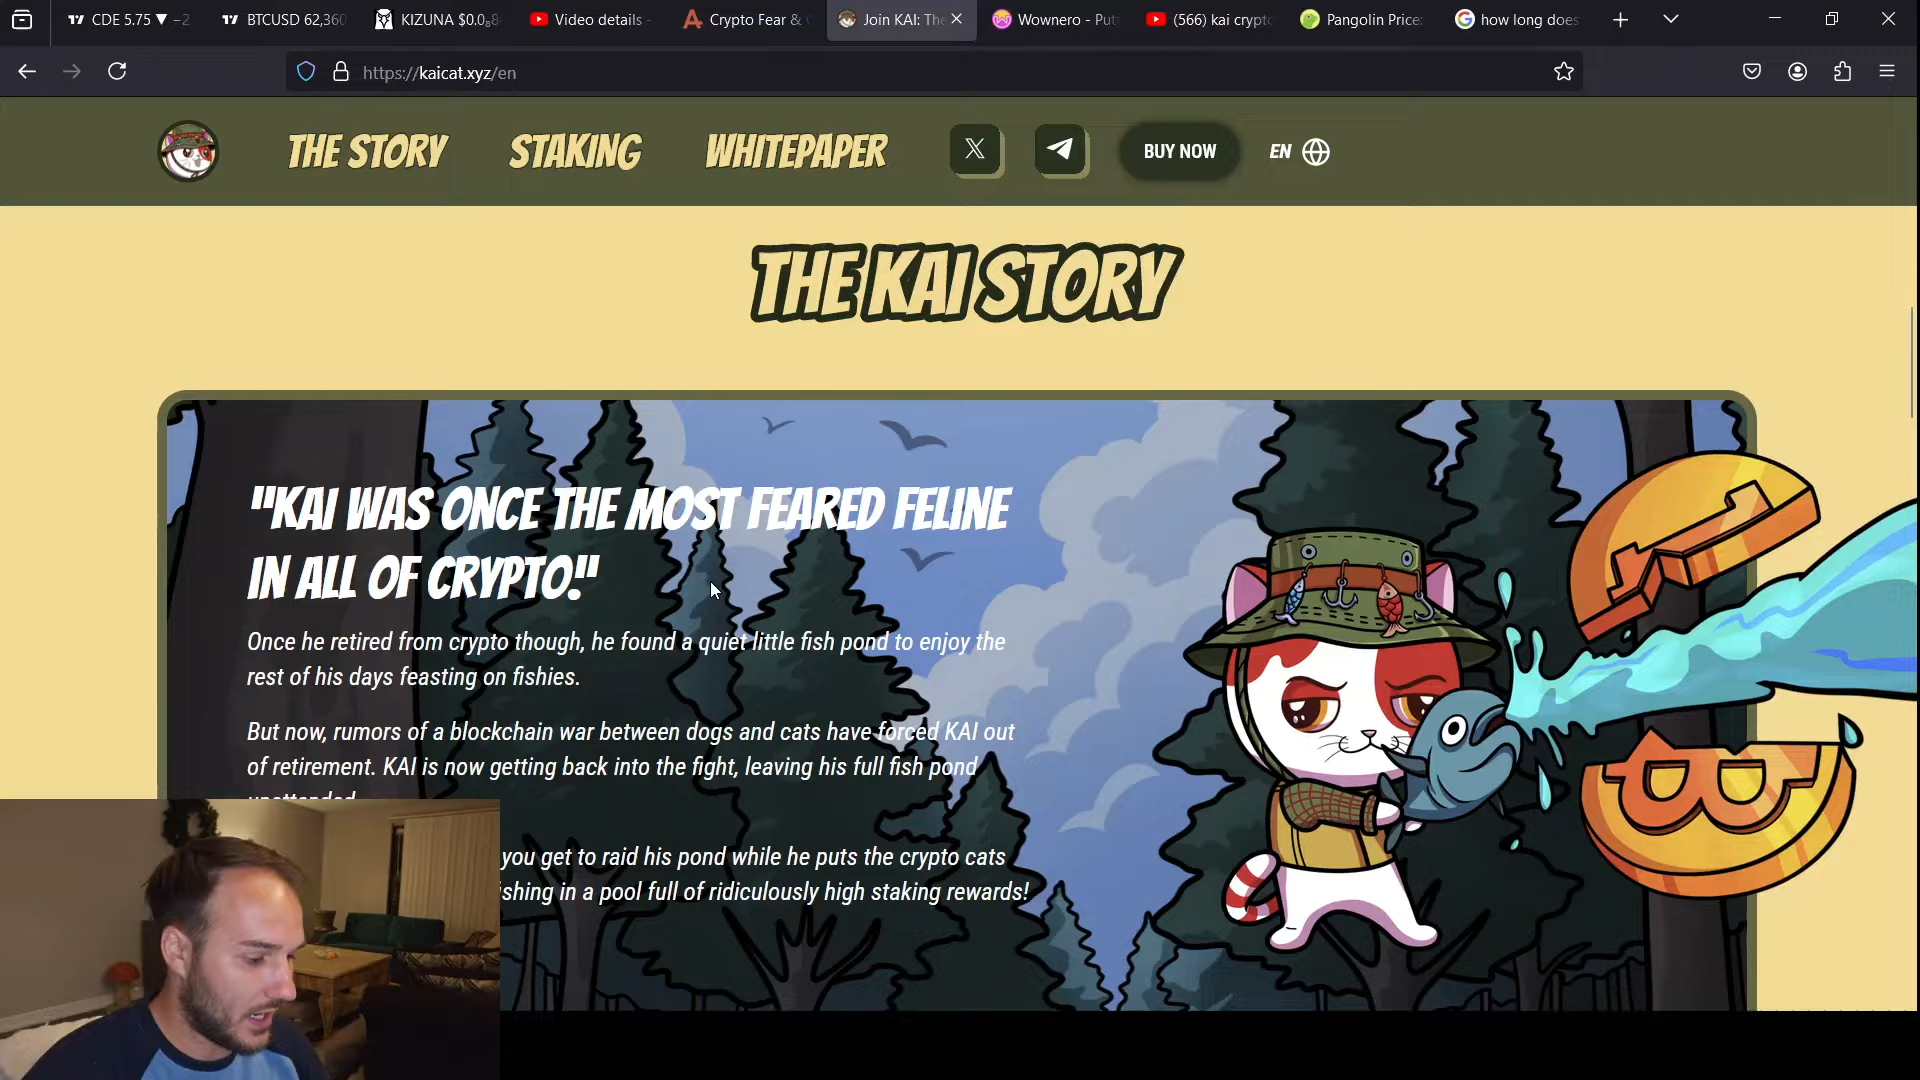 CDE 5.75 ▼ −2
BTCUSD 62,360
KIZUNA $0.0₈8
Video details -
Crypto Fear &
Join KAI: The
Wownero - Put
(566) kai crypto
Pangolin Price:
how long does
https://kaicat.xyz/en
THE STORY
STAKING
WHITEPAPER
BUY NOW
EN
THE KAI STORY
"KAI WAS ONCE THE MOST FEARED FELINE
IN ALL OF CRYPTO."
Once he retired from crypto though, he found a quiet little fish pond to enjoy the
rest of his days feasting on fishies.
But now, rumors of a blockchain war between dogs and cats have forced KAI out
of retirement. KAI is now getting back into the fight, leaving his full fish pond
you get to raid his pond while he puts the crypto cats
ishing in a pool full of ridiculously high staking rewards!